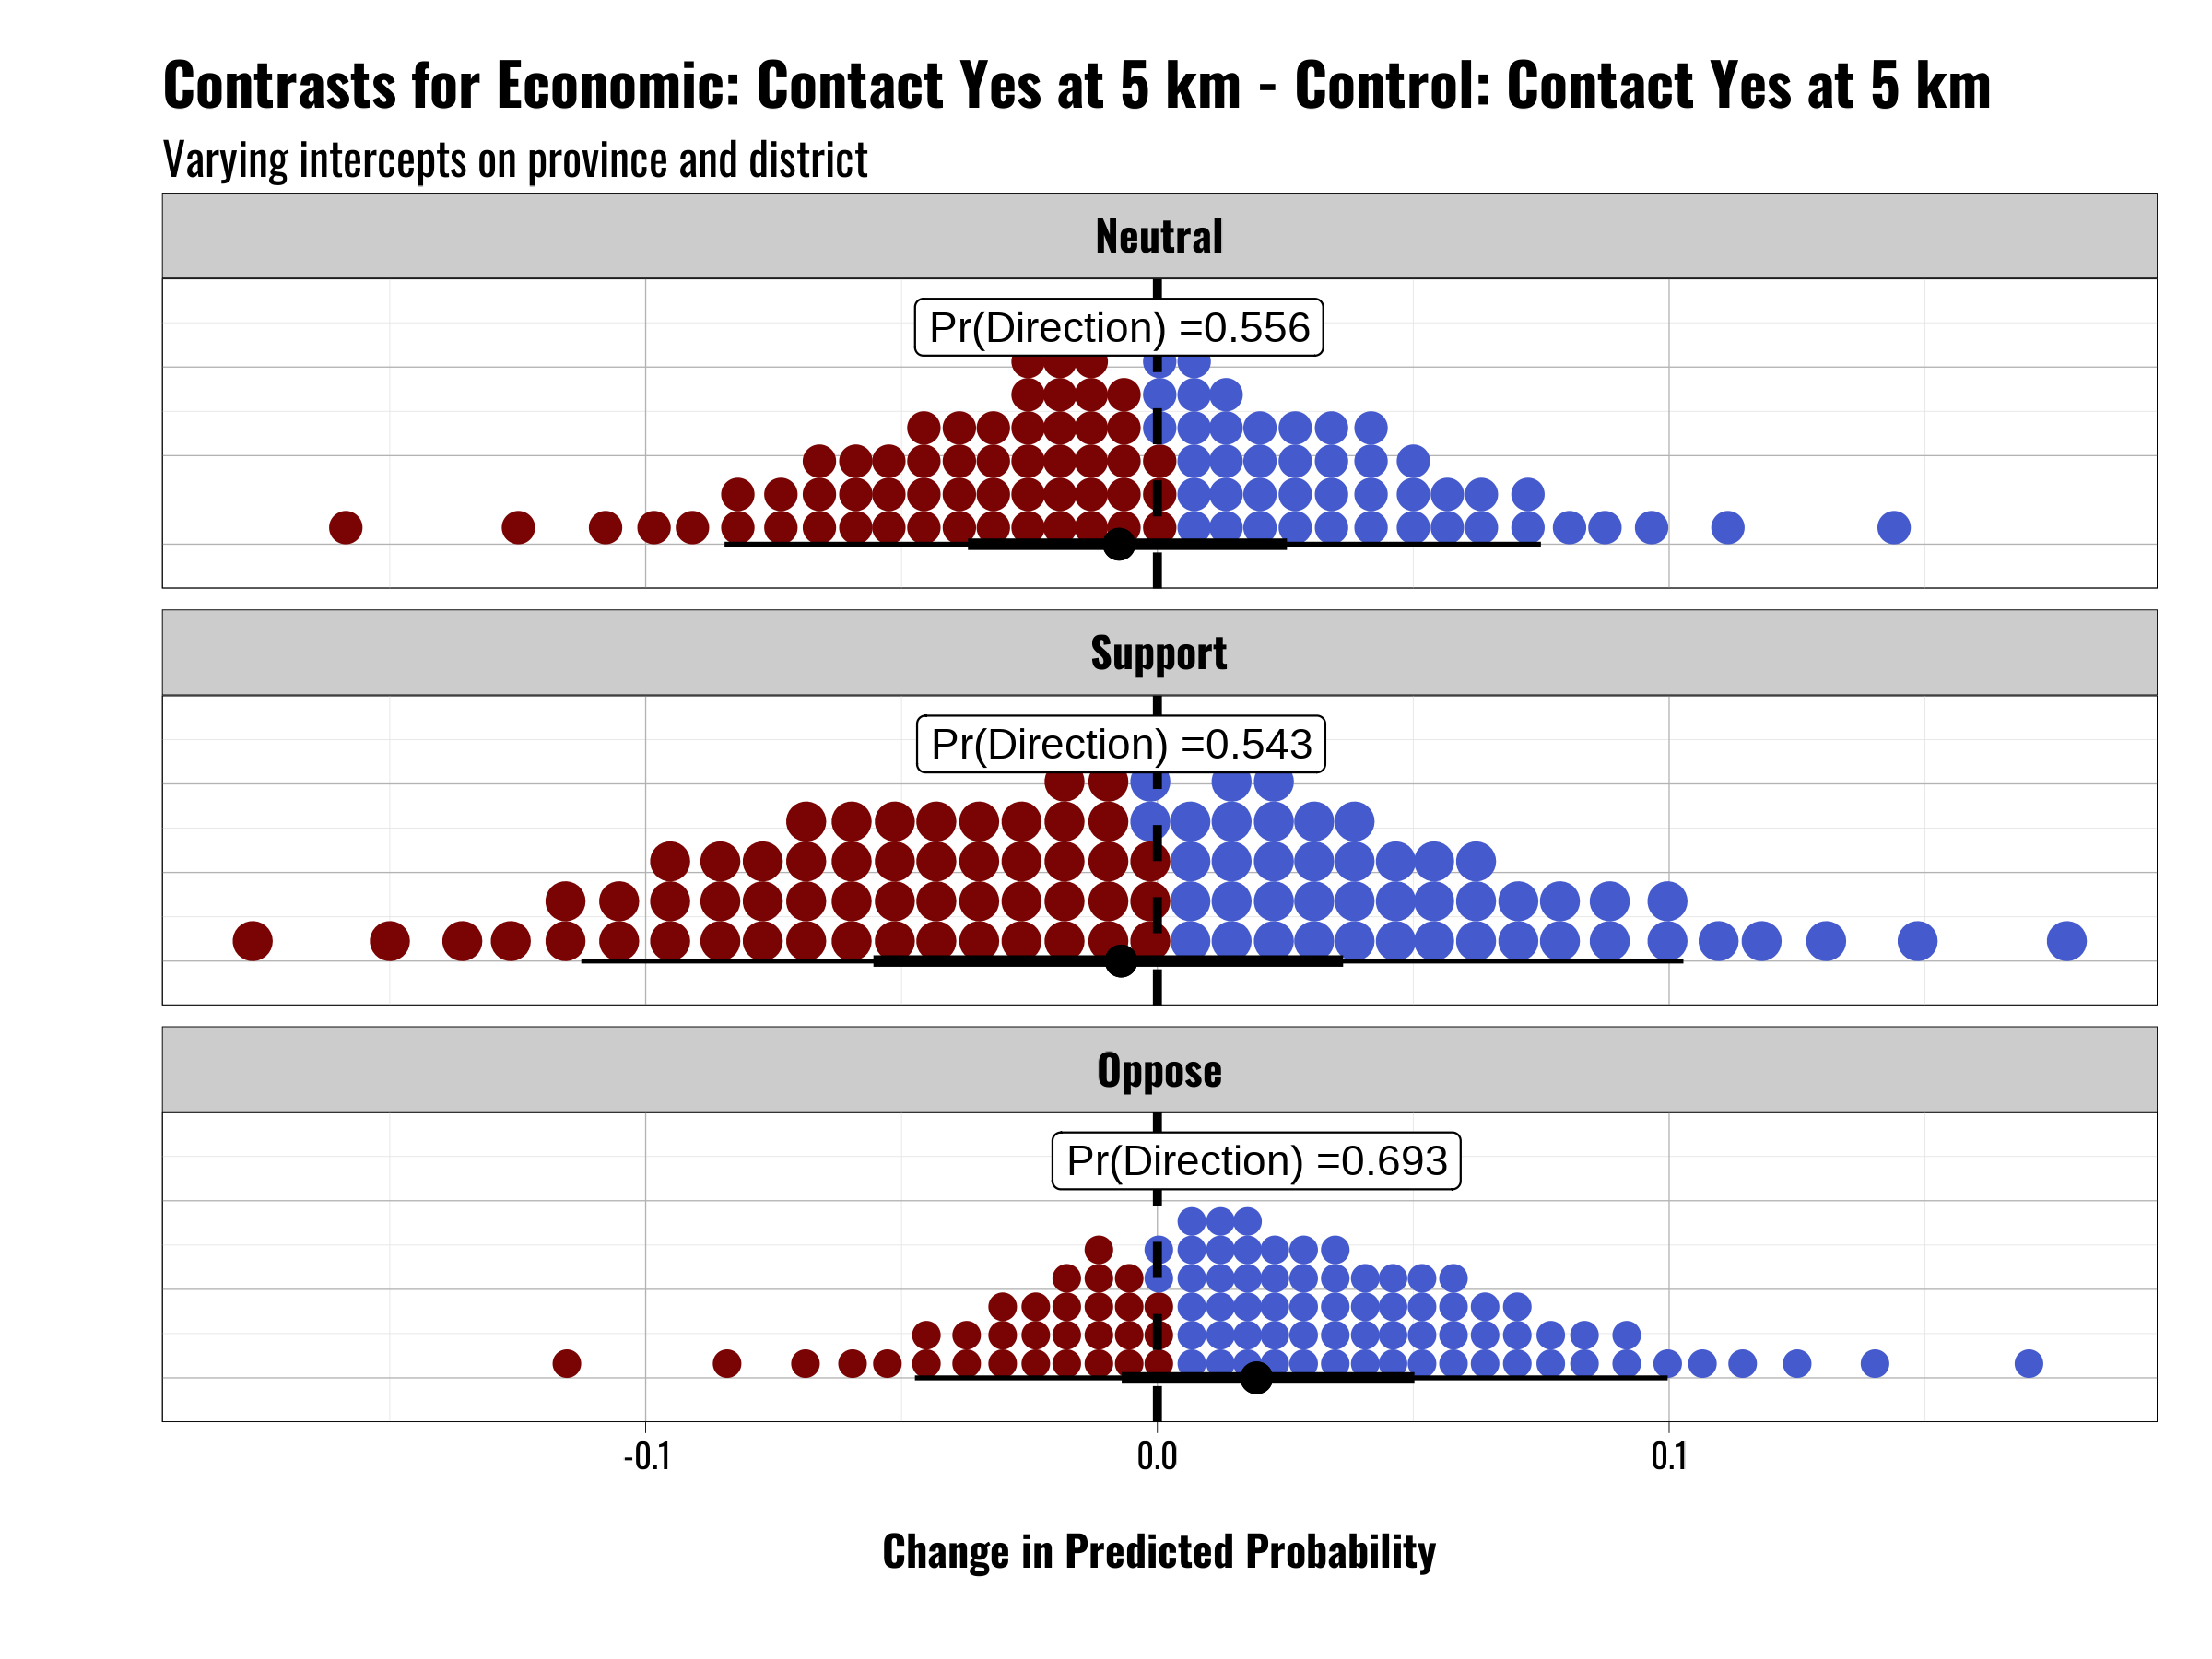 Contrasts for Economic: Contact Yes at 5 km - Control: Contact Yes at 5 km
Varying intercepts on province and district
Neutral
Pr(Direction) =0.556
Support
Pr(Direction) =0.543
Oppose
Pr(Direction) =0.693
-0.1 0.0 0.1
Change in Predicted Probability